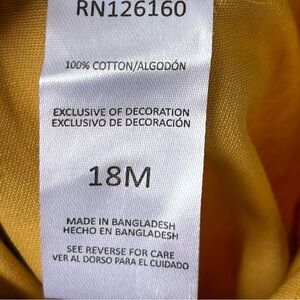 RN126160
100% COTTON/ALGODÓN
EXCLUSIVE OF DECORATION
EXCLUSIVO DE DECORACIÓN
18M
MADE IN BANGLADESH
HECHO EN BANGLADESH
SEE REVERSE FOR CARE
VER AL DORSO PARA EL CUIDADO